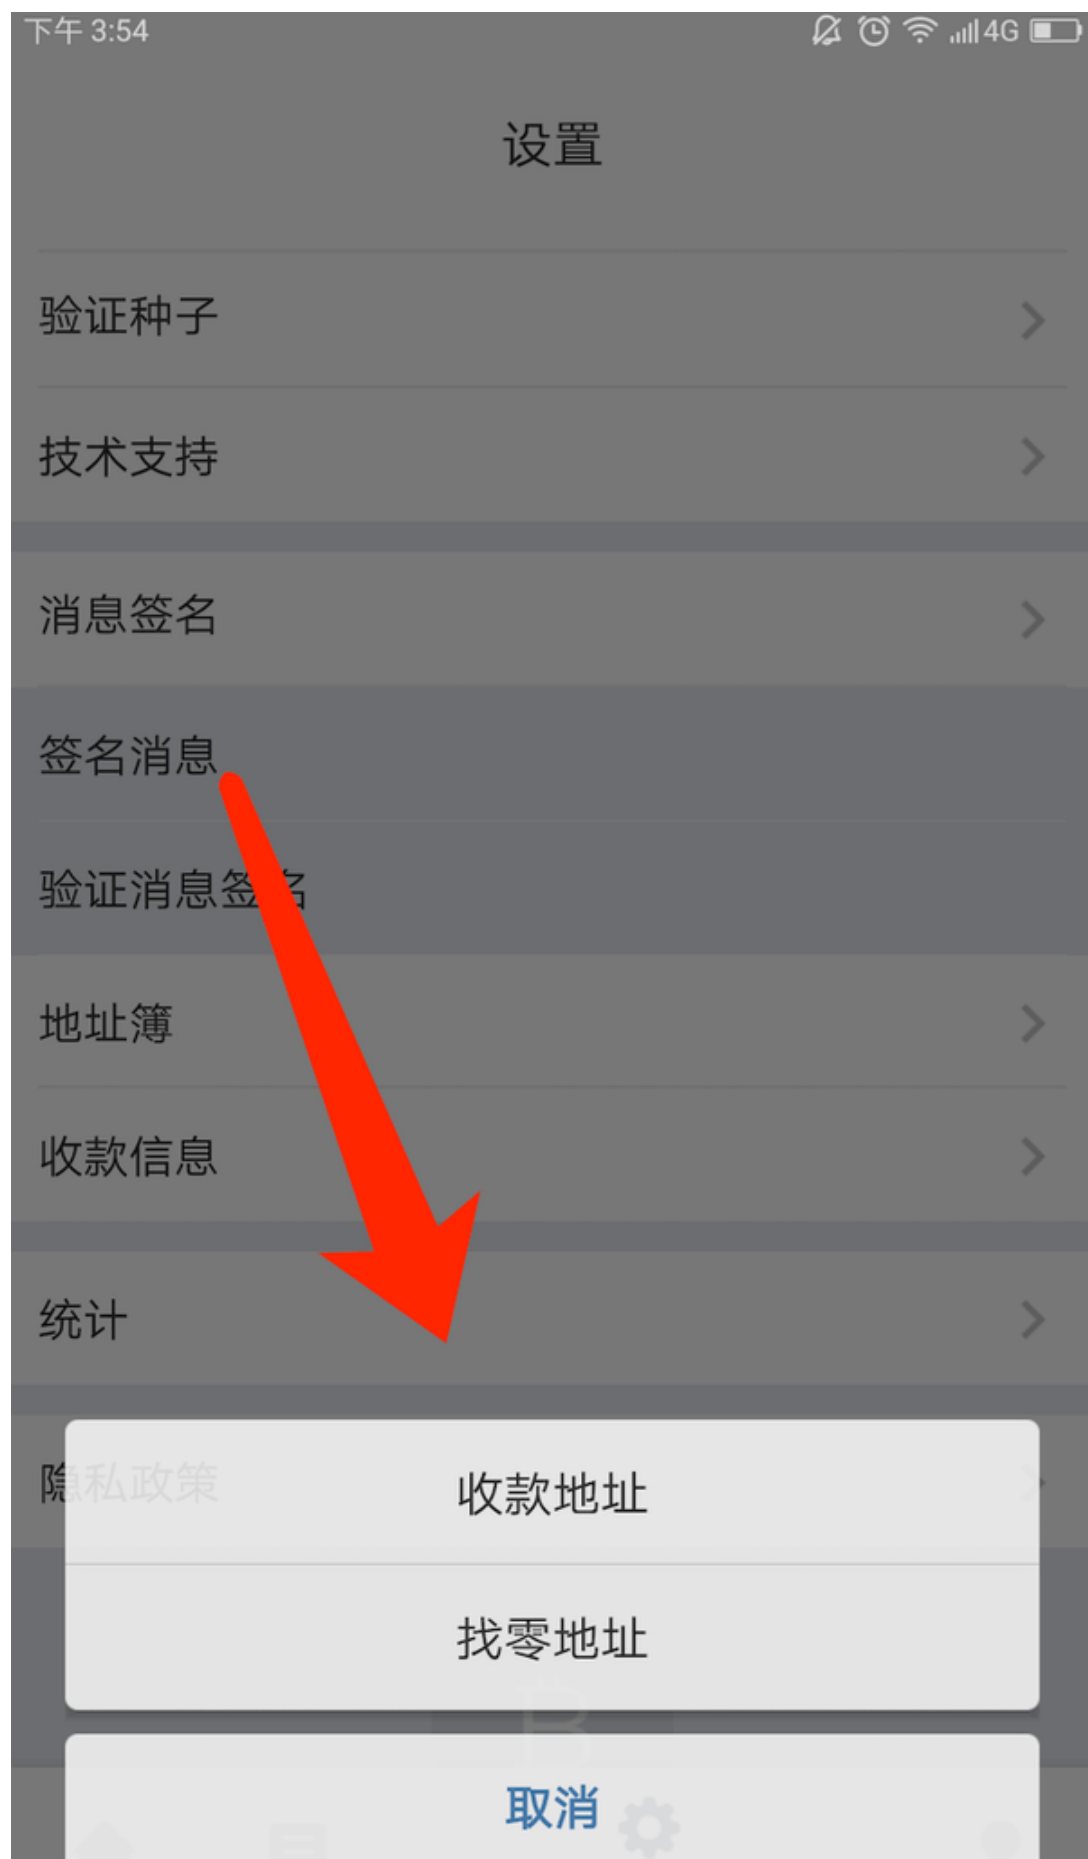 下午 3:54
4G
设置
验证种子
技术支持
消息签名
签名消息
验证消息签名
地址簿
收款信息
统计
隐私政策
收款地址
找零地址
取消